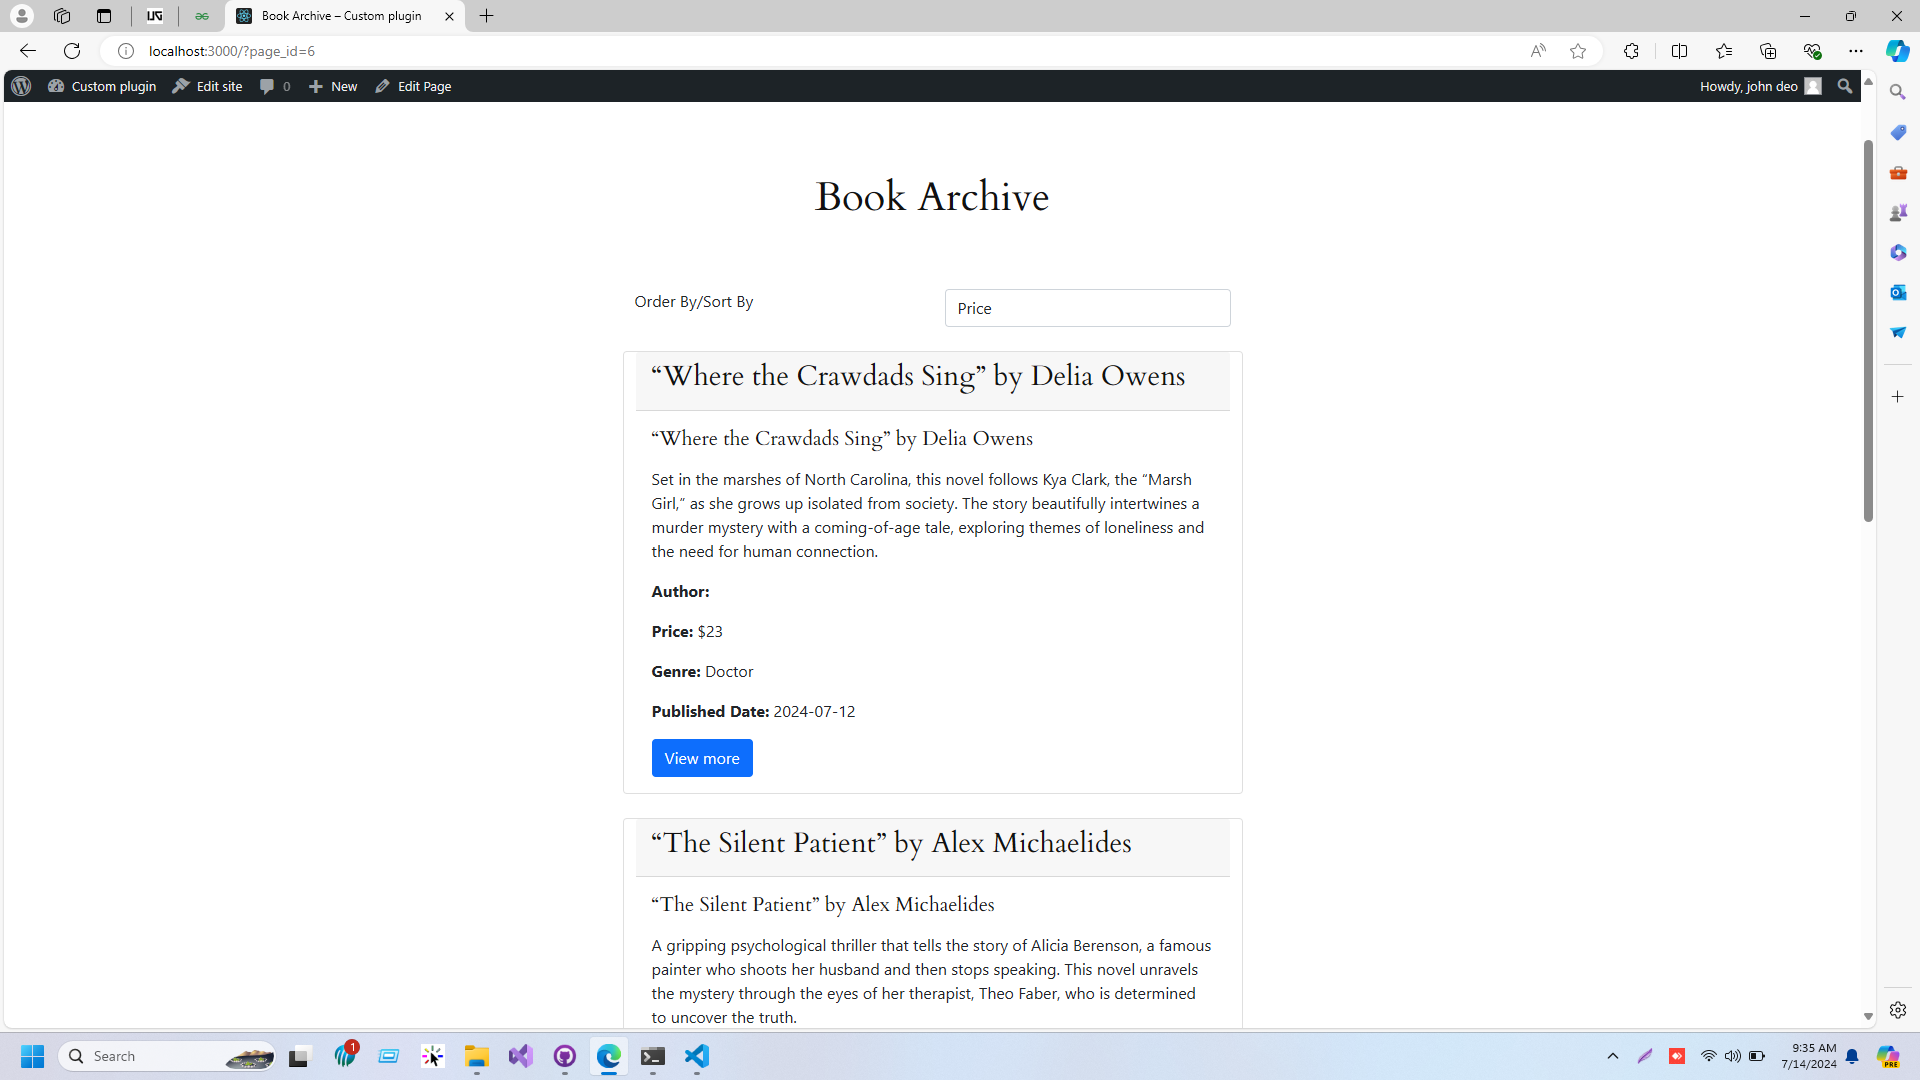 Book Archive – Custom plugin
localhost:3000/?page_id=6
Custom plugin
Edit site
0
New
Edit Page
Howdy, john deo
Book Archive
Order By/Sort By
Price
“Where the Crawdads Sing” by Delia Owens
“Where the Crawdads Sing” by Delia Owens
Set in the marshes of North Carolina, this novel follows Kya Clark, the “Marsh
Girl,” as she grows up isolated from society. The story beautifully intertwines a
murder mystery with a coming-of-age tale, exploring themes of loneliness and
the need for human connection.
Author:
Price: $23
Genre: Doctor
Published Date: 2024-07-12
View more
“The Silent Patient” by Alex Michaelides
“The Silent Patient” by Alex Michaelides
A gripping psychological thriller that tells the story of Alicia Berenson, a famous
painter who shoots her husband and then stops speaking. This novel unravels
the mystery through the eyes of her therapist, Theo Faber, who is determined
to uncover the truth.
Search
1
9:35 AM
7/14/2024
PRE